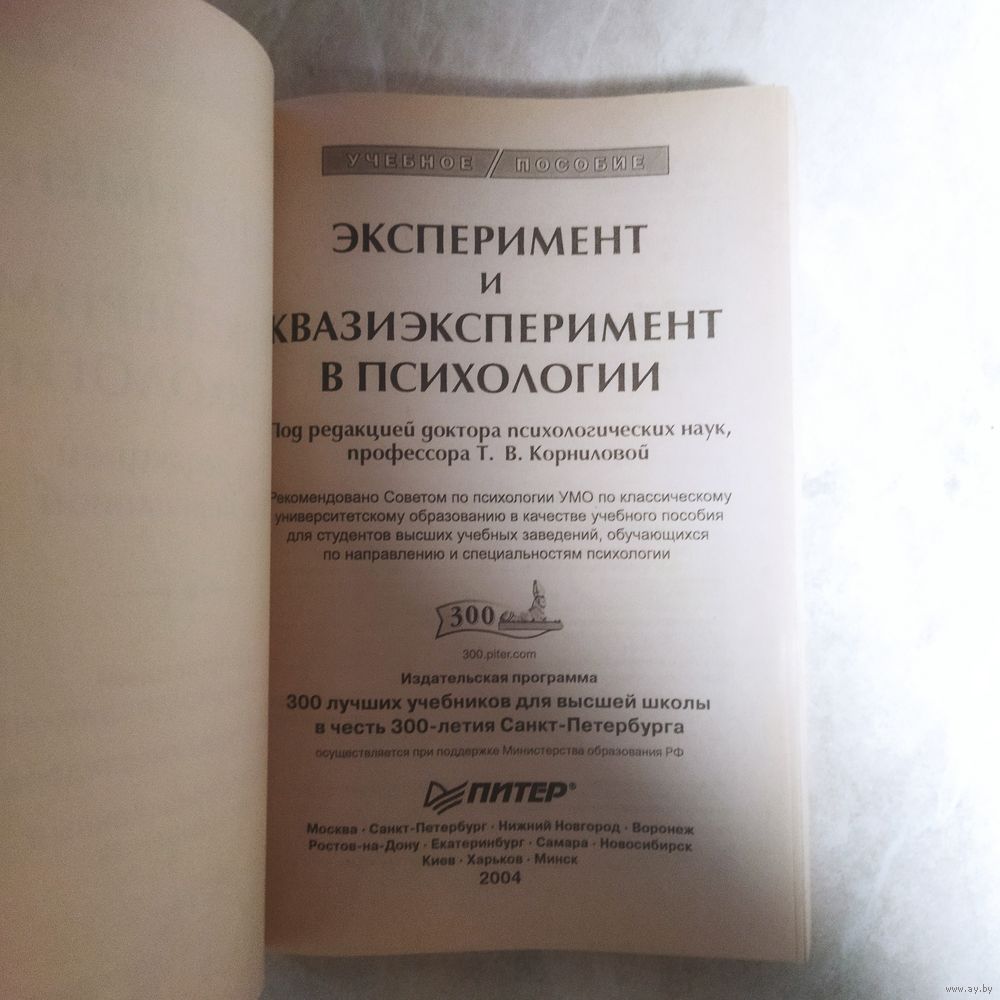 УЧЕБНОЕ / ПОСОБИЕ
ЭКСПЕРИМЕНТ
И
КВАЗИЭКСПЕРИМЕНТ
В ПСИХОЛОГИИ
Под редакцией доктора психологических наук,
профессора Т. В. Корниловой
Рекомендовано Советом по психологии УМО по классическому
университетскому образованию в качестве учебного пособия
для студентов высших учебных заведений, обучающихся
по направлению и специальностям психологии
300
300.piter.com
Издательская программа
300 лучших учебников для высшей школы
в честь 300-летия Санкт-Петербурга
осуществляется при поддержке Министерства образования РФ
ПИТЕР®
Москва · Санкт-Петербург · Нижний Новгород · Воронеж
Ростов-на-Дону · Екатеринбург · Самара · Новосибирск
Киев · Харьков · Минск
2004
www.ay.by